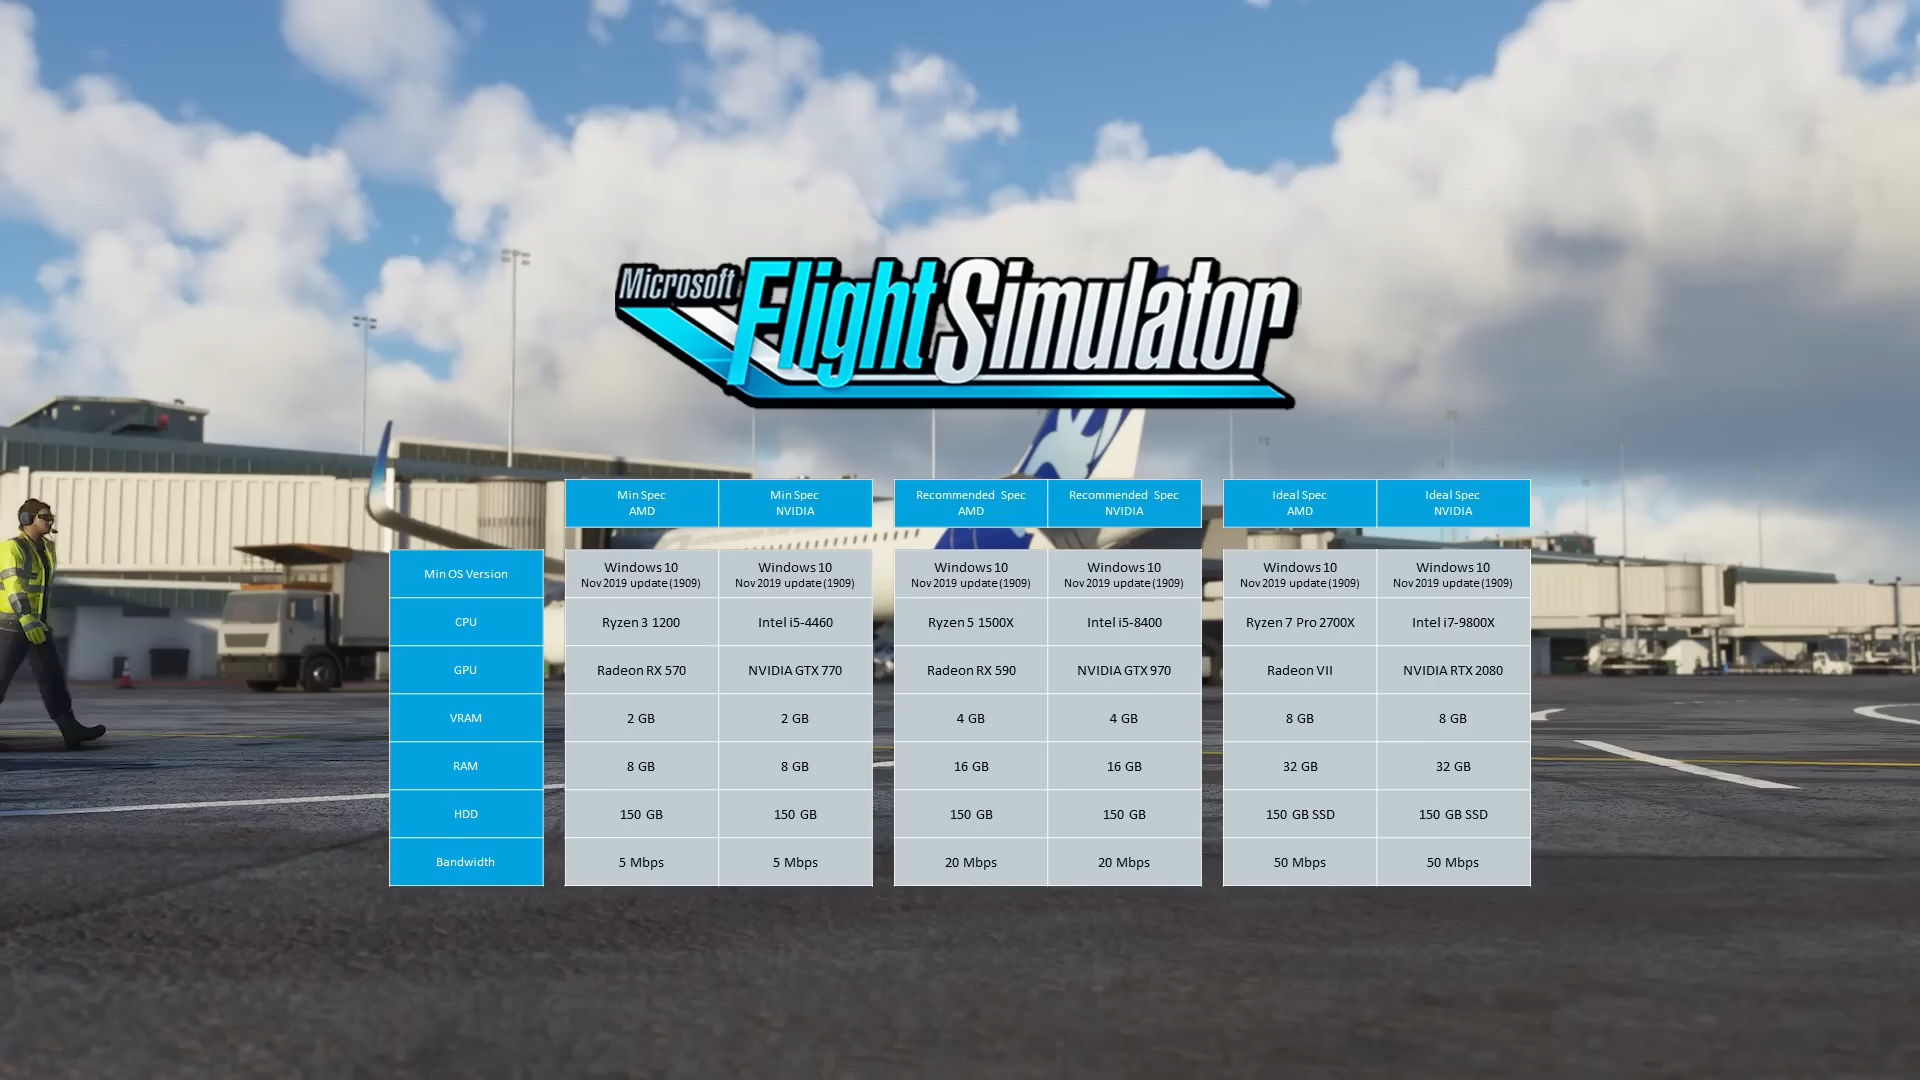 Microsoft Flight Simulator
Min Spec AMD
Min Spec NVIDIA
Recommended Spec AMD
Recommended Spec NVIDIA
Ideal Spec AMD
Ideal Spec NVIDIA
Min OS Version
Windows 10
Nov 2019 update (1909)
Windows 10
Nov 2019 update (1909)
Windows 10
Nov 2019 update (1909)
Windows 10
Nov 2019 update (1909)
Windows 10
Nov 2019 update (1909)
Windows 10
Nov 2019 update (1909)
CPU
Ryzen 3 1200
Intel i5-4460
Ryzen 5 1500X
Intel i5-8400
Ryzen 7 Pro 2700X
Intel i7-9800X
GPU
Radeon RX 570
NVIDIA GTX 770
Radeon RX 590
NVIDIA GTX 970
Radeon VII
NVIDIA RTX 2080
VRAM
2 GB
2 GB
4 GB
4 GB
8 GB
8 GB
RAM
8 GB
8 GB
16 GB
16 GB
32 GB
32 GB
HDD
150 GB
150 GB
150 GB
150 GB
150 GB SSD
150 GB SSD
Bandwidth
5 Mbps
5 Mbps
20 Mbps
20 Mbps
50 Mbps
50 Mbps